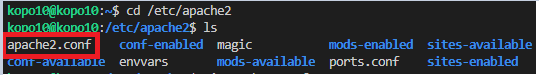 kopo10@kopo10:~$ cd /etc/apache2
kopo10@kopo10:/etc/apache2$ ls
apache2.conf conf-enabled magic mods-enabled sites-available
conf-available envvars mods-available ports.conf sites-enabled